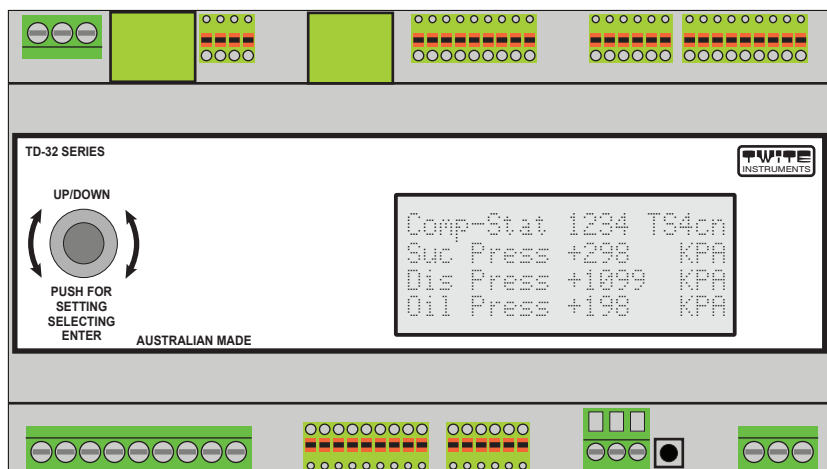 TD-32 SERIES
TWITE
INSTRUMENTS
UP/DOWN
PUSH FOR
SETTING
SELECTING
ENTER
AUSTRALIAN MADE
Comp-Stat 1234 TS4cn
Suc Press +298 KPA
Dis Press +1099 KPA
Oil Press +198 KPA